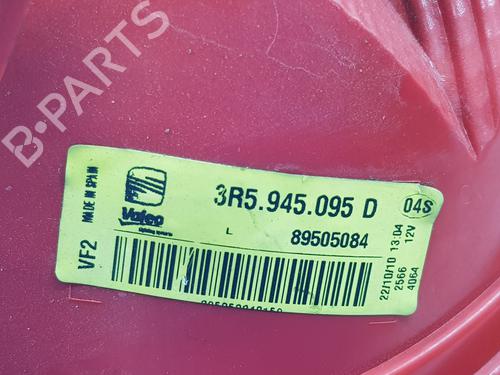 B-PARTS
MADE IN SPAIN
VF2
Valeo
3R5.945.095 D
04S
L
89505084
22/10/10 13:04
2566 12V
4064